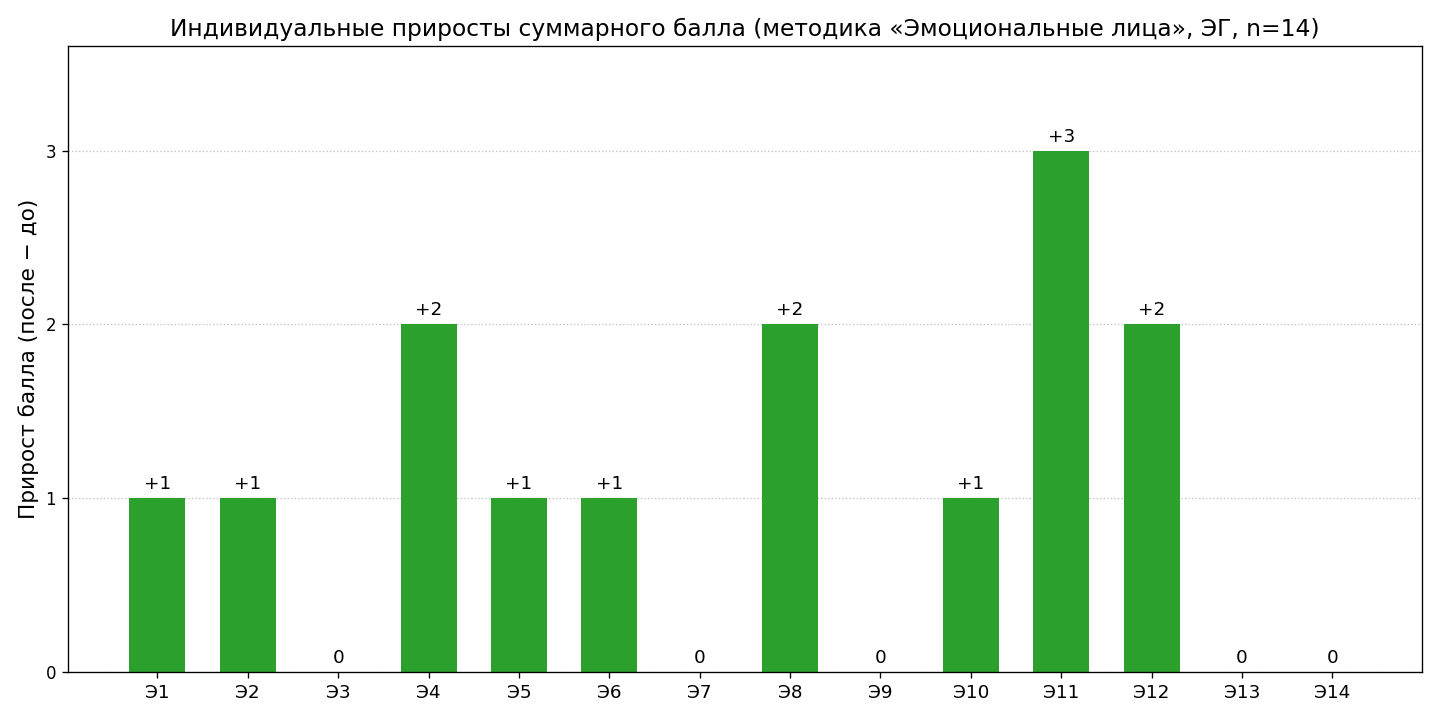 Индивидуальные приросты суммарного балла (методика «Эмоциональные лица», ЭГ, n=14)
Прирост балла (после − до)
3
2
1
0
+1
+1
0
+2
+1
+1
0
+2
0
+1
+3
+2
0
0
Э1
Э2
Э3
Э4
Э5
Э6
Э7
Э8
Э9
Э10
Э11
Э12
Э13
Э14